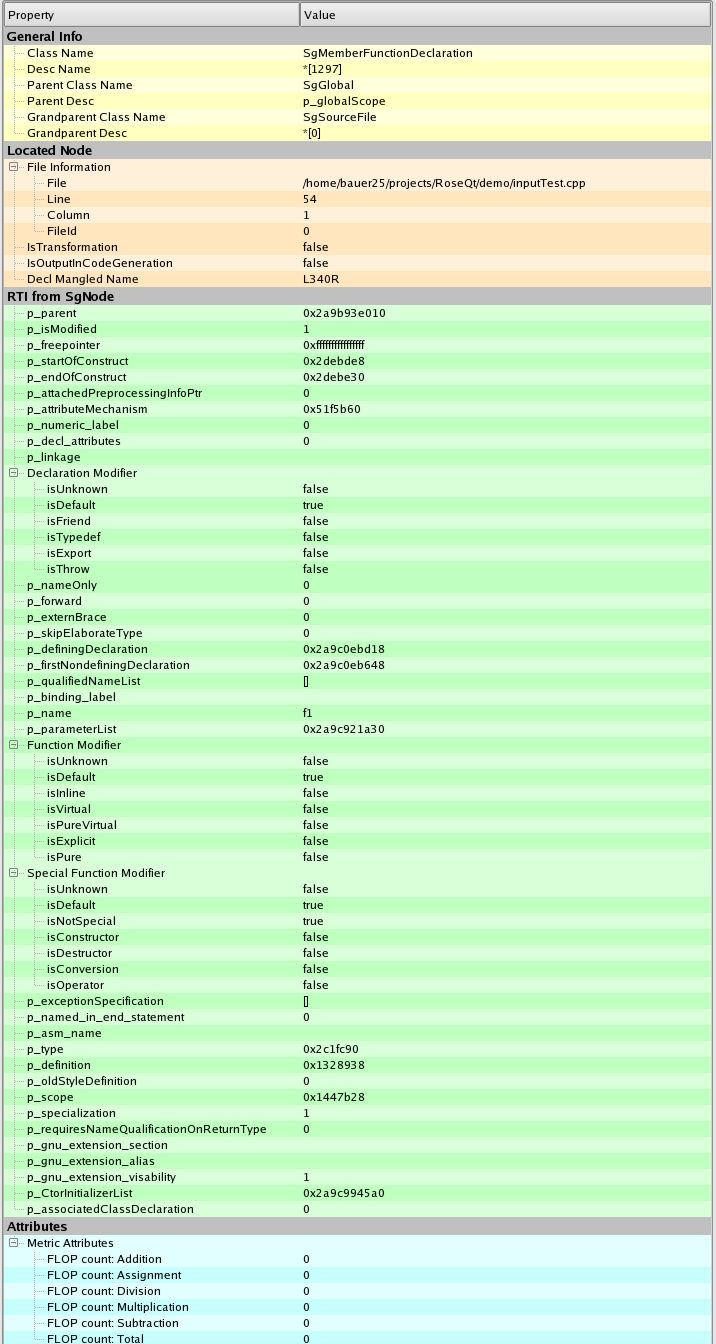 Property Value
General Info
Class Name SgMemberFunctionDeclaration
Desc Name *[1297]
Parent Class Name SgGlobal
Parent Desc p_globalScope
Grandparent Class Name SgSourceFile
Grandparent Desc *[0]
Located Node
File Information
File /home/bauer25/projects/RoseQt/demo/inputTest.cpp
Line 54
Column 1
FileId 0
IsTransformation false
IsOutputInCodeGeneration false
Decl Mangled Name L340R
RTI from SgNode
p_parent 0x2a9b93e010
p_isModified 1
p_freepointer 0xffffffffffffffff
p_startOfConstruct 0x2debde8
p_endOfConstruct 0x2debe30
p_attachedPreprocessingInfoPtr 0
p_attributeMechanism 0x51f5b60
p_numeric_label 0
p_decl_attributes 0
p_linkage
Declaration Modifier
isUnknown false
isDefault true
isFriend false
isTypedef false
isExport false
isThrow false
p_nameOnly 0
p_forward 0
p_externBrace 0
p_skipElaborateType 0
p_definingDeclaration 0x2a9c0ebd18
p_firstNondefiningDeclaration 0x2a9c0eb648
p_qualifiedNameList []
p_binding_label
p_name f1
p_parameterList 0x2a9c921a30
Function Modifier
isUnknown false
isDefault true
isInline false
isVirtual false
isPureVirtual false
isExplicit false
isPure false
Special Function Modifier
isUnknown false
isDefault true
isNotSpecial true
isConstructor false
isDestructor false
isConversion false
isOperator false
p_exceptionSpecification []
p_named_in_end_statement 0
p_asm_name
p_type 0x2c1fc90
p_definition 0x1328938
p_oldStyleDefinition 0
p_scope 0x1447b28
p_specialization 1
p_requiresNameQualificationOnReturnType 0
p_gnu_extension_section
p_gnu_extension_alias
p_gnu_extension_visability 1
p_CtorInitializerList 0x2a9c9945a0
p_associatedClassDeclaration 0
Attributes
Metric Attributes
FLOP count: Addition 0
FLOP count: Assignment 0
FLOP count: Division 0
FLOP count: Multiplication 0
FLOP count: Subtraction 0
FLOP count: Total 0